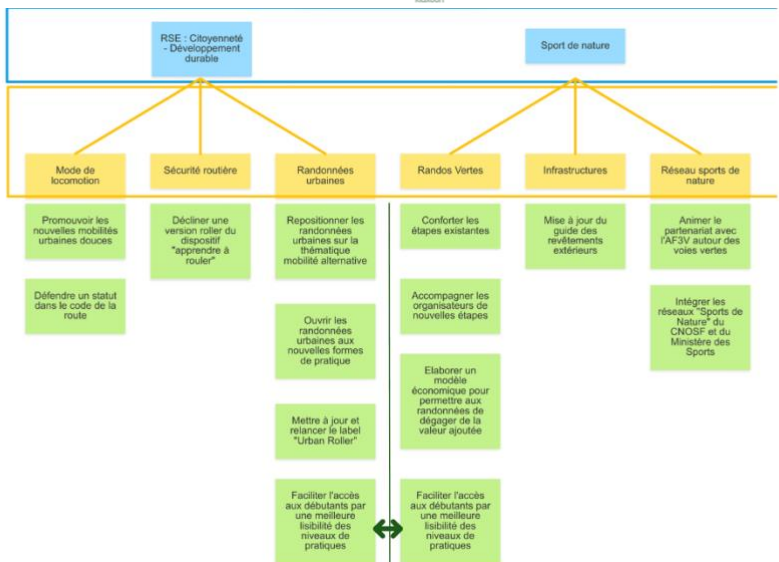 RSE : Citoyenneté
- Développement
durable
Sport de nature
Mode de
locomotion
Sécurité routière
Randonnées
urbaines
Randos Vertes
Infrastructures
Réseau sports de
nature
Promouvoir les
nouvelles mobilités
urbaines douces
Décliner une
version roller du
dispositif
"apprendre à
rouler"
Repositionner les
randonnées
urbaines sur la
thématique
mobilité alternative
Conforter les
étapes existantes
Mise à jour du
guide des
revêtements
extérieurs
Animer le
partenariat avec
l'AF3V autour des
voies vertes
Défendre un statut
dans le code de la
route
Ouvrir les
randonnées
urbaines aux
nouvelles formes
de pratique
Accompagner les
organisateurs de
nouvelles étapes
Intégrer les
réseaux "Sports de
Nature" du
CNOSF et du
Ministère des
Sports
Mettre à jour et
relancer le label
"Urban Roller"
Elaborer un
modèle
économique pour
permettre aux
randonnées de
dégager de la
valeur ajoutée
Faciliter l'accès
aux débutants par
une meilleure
lisibilité des
niveaux de
pratiques
Faciliter l'accès
aux débutants par
une meilleure
lisibilité des
niveaux de
pratiques